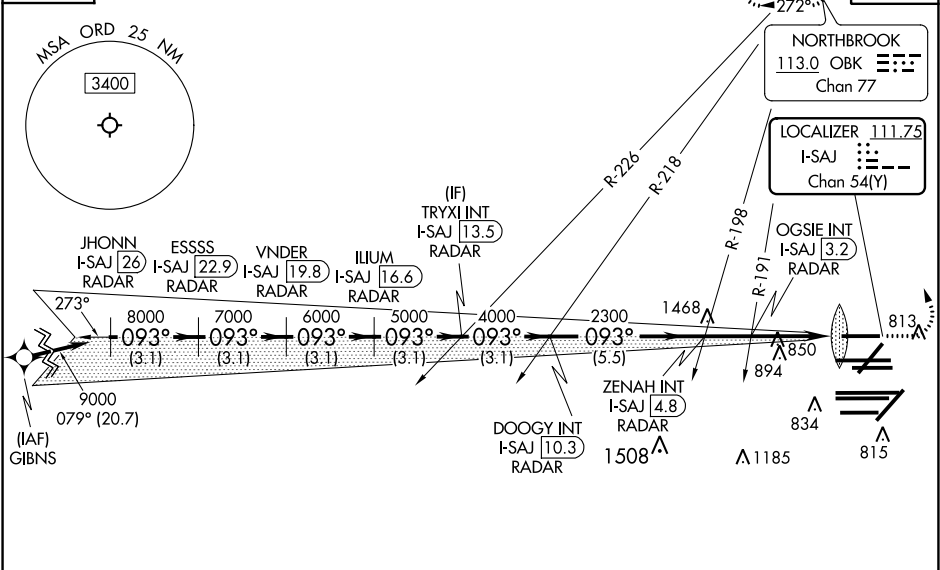 272°
MSA ORD 25 NM
3400
NORTHBROOK
113.0 OBK
Chan 77
LOCALIZER 111.75
I-SAJ
Chan 54(Y)
R-226
R-218
R-198
R-191
(IF)
TRYXI INT
I-SAJ 13.5
RADAR
JHONN
I-SAJ 26
RADAR
ESSSS
I-SAJ 22.9
RADAR
VNDER
I-SAJ 19.8
RADAR
ILIUM
I-SAJ 16.6
RADAR
OGSIE INT
I-SAJ 3.2
RADAR
273°
8000
093°
(3.1)
7000
093°
(3.1)
6000
093°
(3.1)
5000
093°
(3.1)
4000
093°
(3.1)
2300
093°
(5.5)
1468
850
894
813
9000
079° (20.7)
(IAF)
GIBNS
DOOGY INT
I-SAJ 10.3
RADAR
ZENAH INT
I-SAJ 4.8
RADAR
1508
1185
834
815